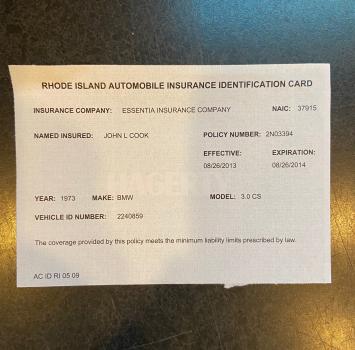 RHODE ISLAND AUTOMOBILE INSURANCE IDENTIFICATION CARD
INSURANCE COMPANY: ESSENTIA INSURANCE COMPANY NAIC: 37915
NAMED INSURED: JOHN L COOK POLICY NUMBER: 2N03394
EFFECTIVE: EXPIRATION:
08/26/2013 08/26/2014
HAGERTY
YEAR: 1973 MAKE: BMW MODEL: 3.0 CS
VEHICLE ID NUMBER: 2240859
The coverage provided by this policy meets the minimum liability limits prescribed by law.
AC ID RI 05 09